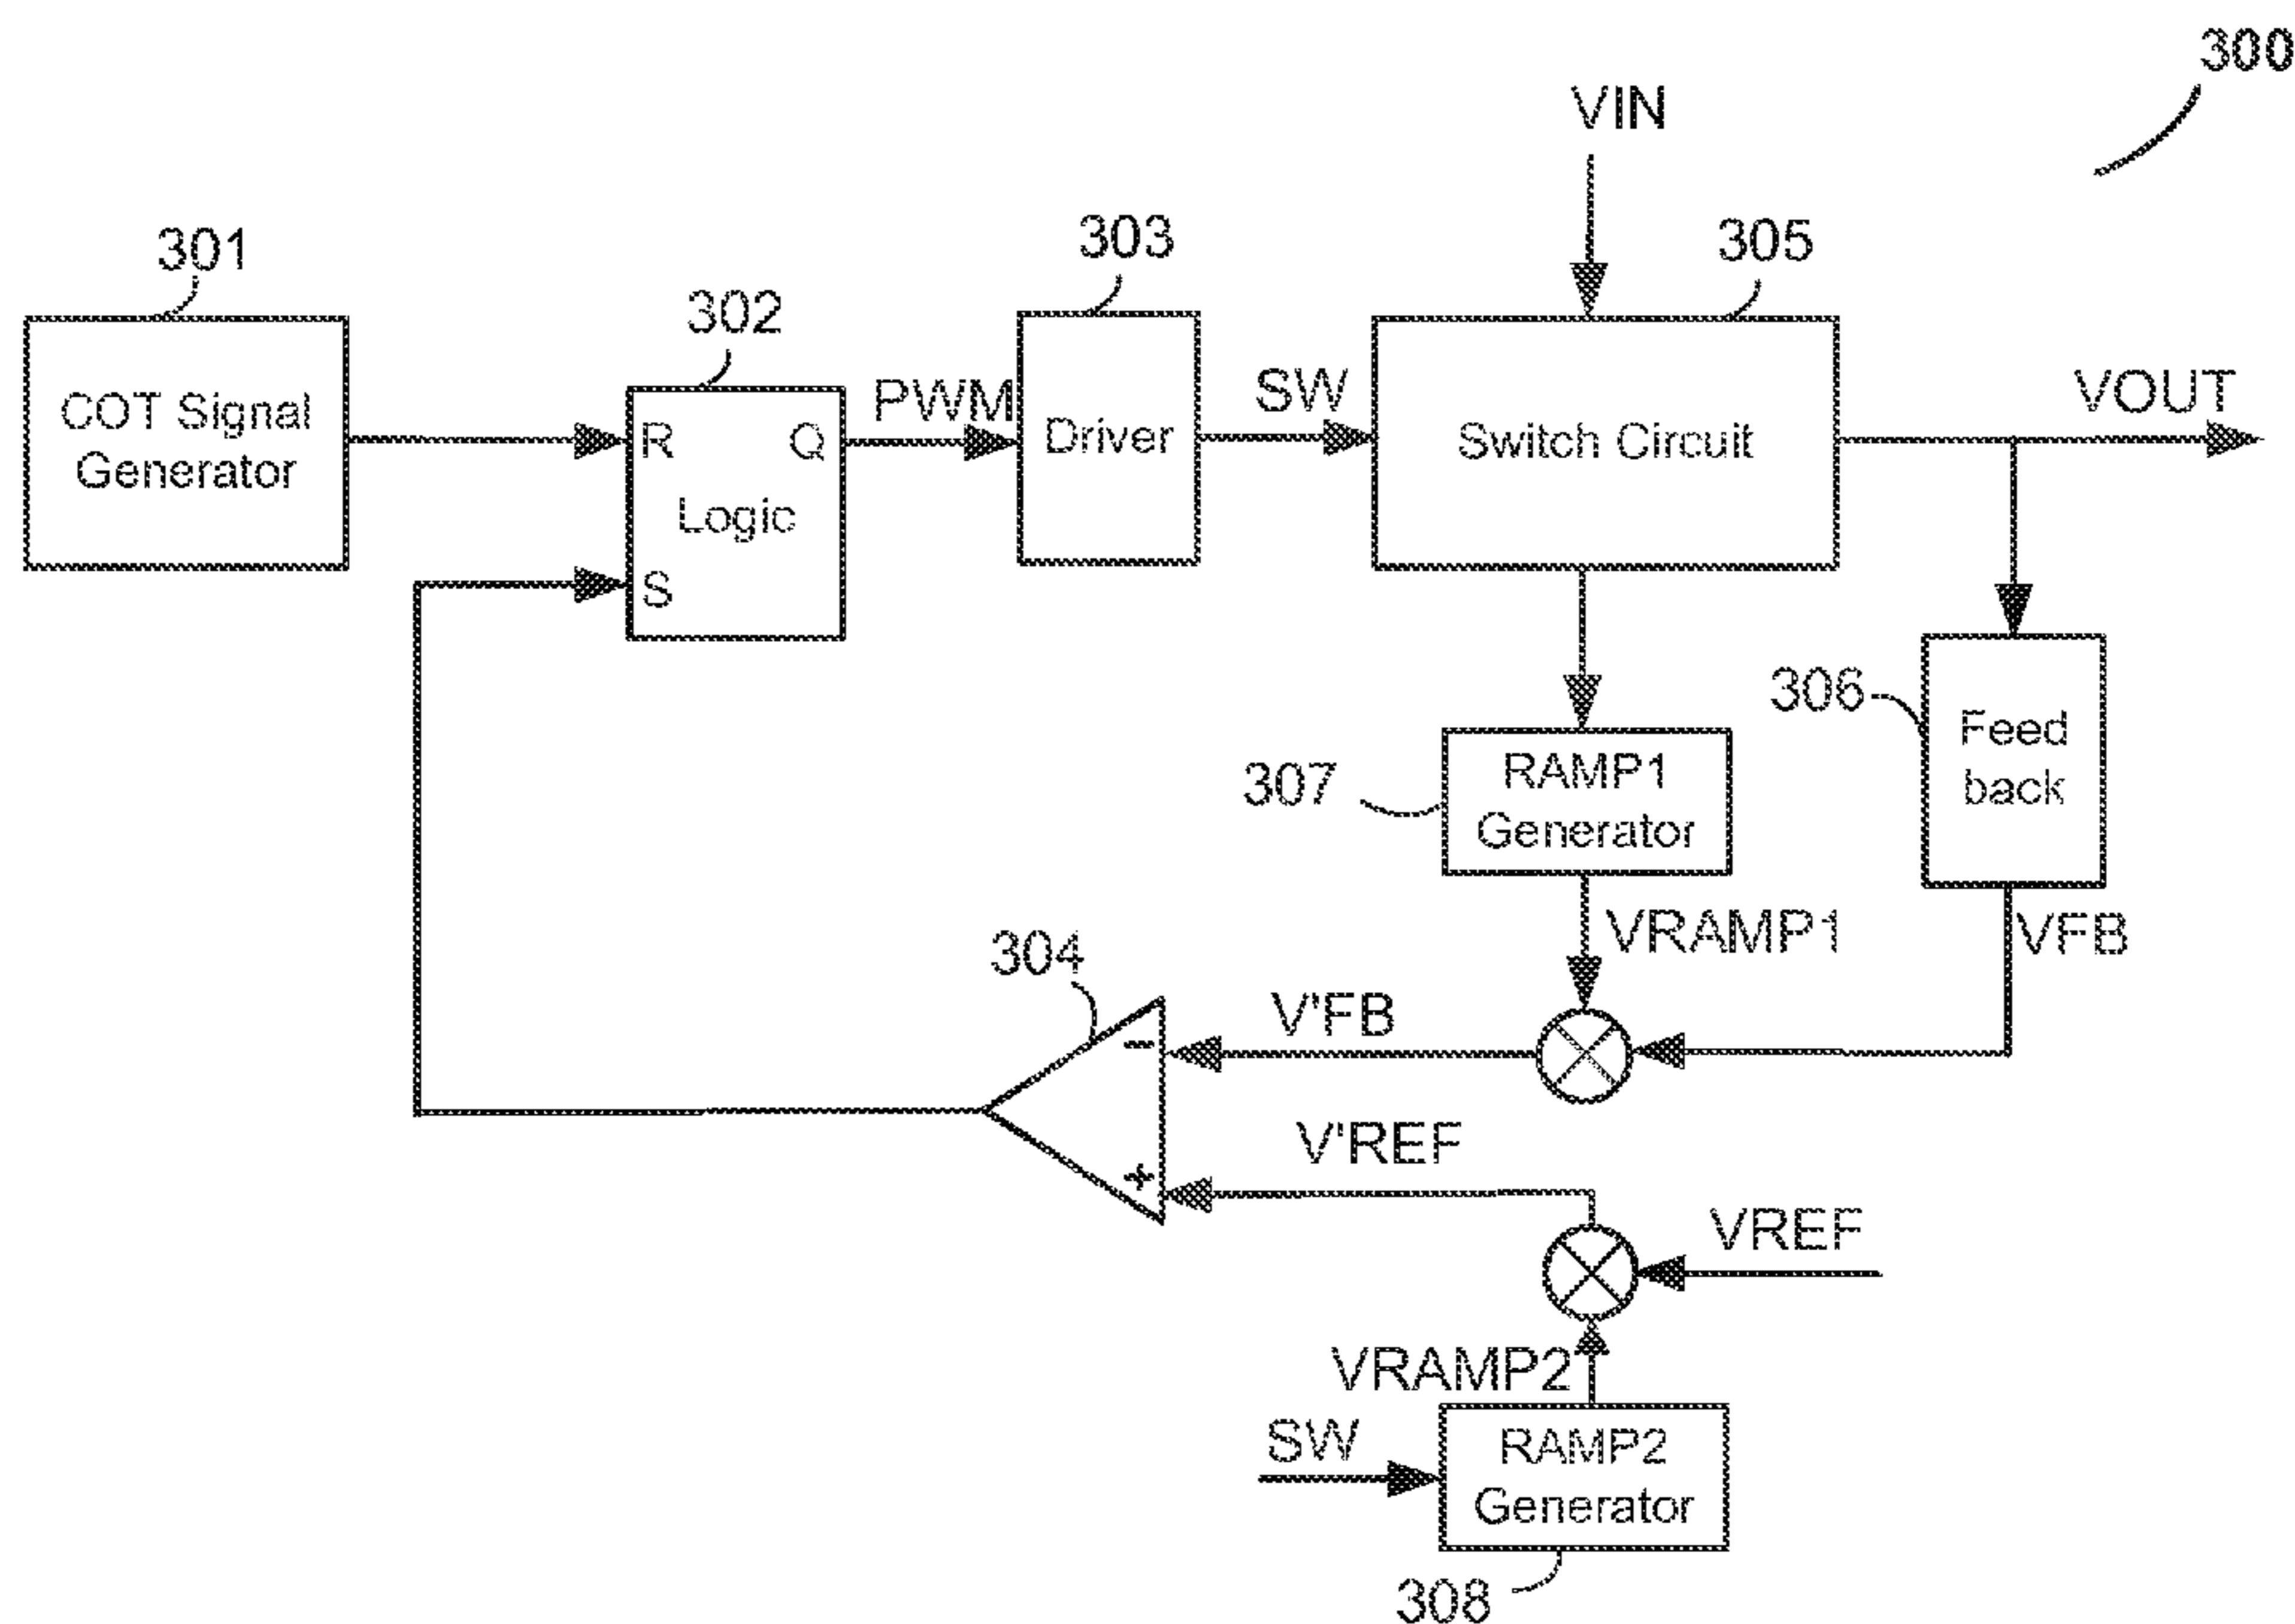 300
VIN
301
302
303
305
COT Signal
Generator
R
Q
Logic
S
PWM
Driver
SW
Switch Circuit
VOUT
306
Feed
back
307
RAMP1
Generator
VRAMP1
VFB
304
V'FB
-
V'REF
+
VREF
VRAMP2
SW
RAMP2
Generator
308